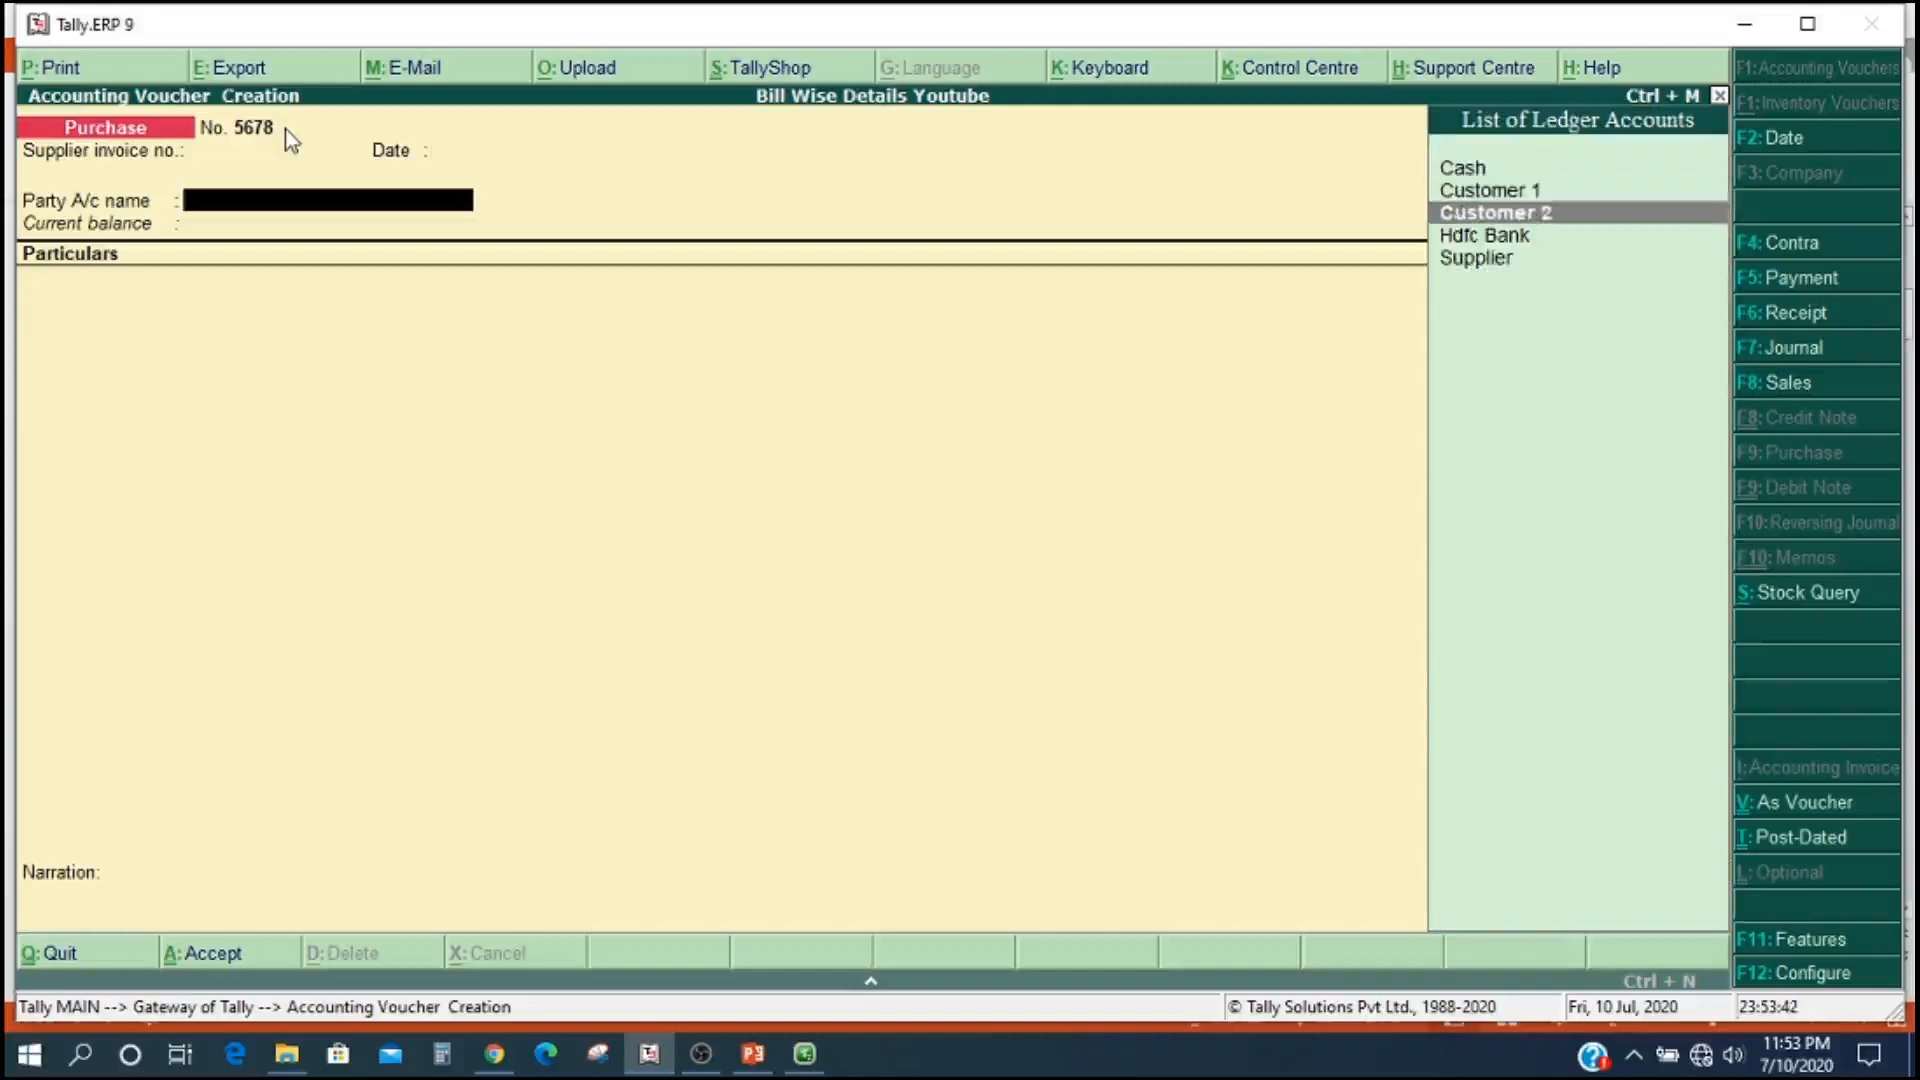 Tally.ERP 9
P: Print
E: Export
M: E-Mail
O: Upload
S: TallyShop
G: Language
K: Keyboard
K: Control Centre
H: Support Centre
H: Help
Accounting Voucher Creation
Bill Wise Details Youtube
Ctrl + M
Purchase
No. 5678
Supplier invoice no.:
Date :
Party A/c name :
Current balance :
Particulars
Narration:
List of Ledger Accounts
Cash
Customer 1
Customer 2
Hdfc Bank
Supplier
F1: Accounting Vouchers
F1: Inventory Vouchers
F2: Date
F3: Company
F4: Contra
F5: Payment
F6: Receipt
F7: Journal
F8: Sales
F8: Credit Note
F9: Purchase
F9: Debit Note
F10: Reversing Journal
F10: Memos
S: Stock Query
I: Accounting Invoice
V: As Voucher
T: Post-Dated
L: Optional
F11: Features
F12: Configure
Q: Quit
A: Accept
D: Delete
X: Cancel
Ctrl + N
Tally MAIN --> Gateway of Tally --> Accounting Voucher Creation
© Tally Solutions Pvt Ltd., 1988-2020
Fri, 10 Jul, 2020
23:53:42
11:53 PM
7/10/2020